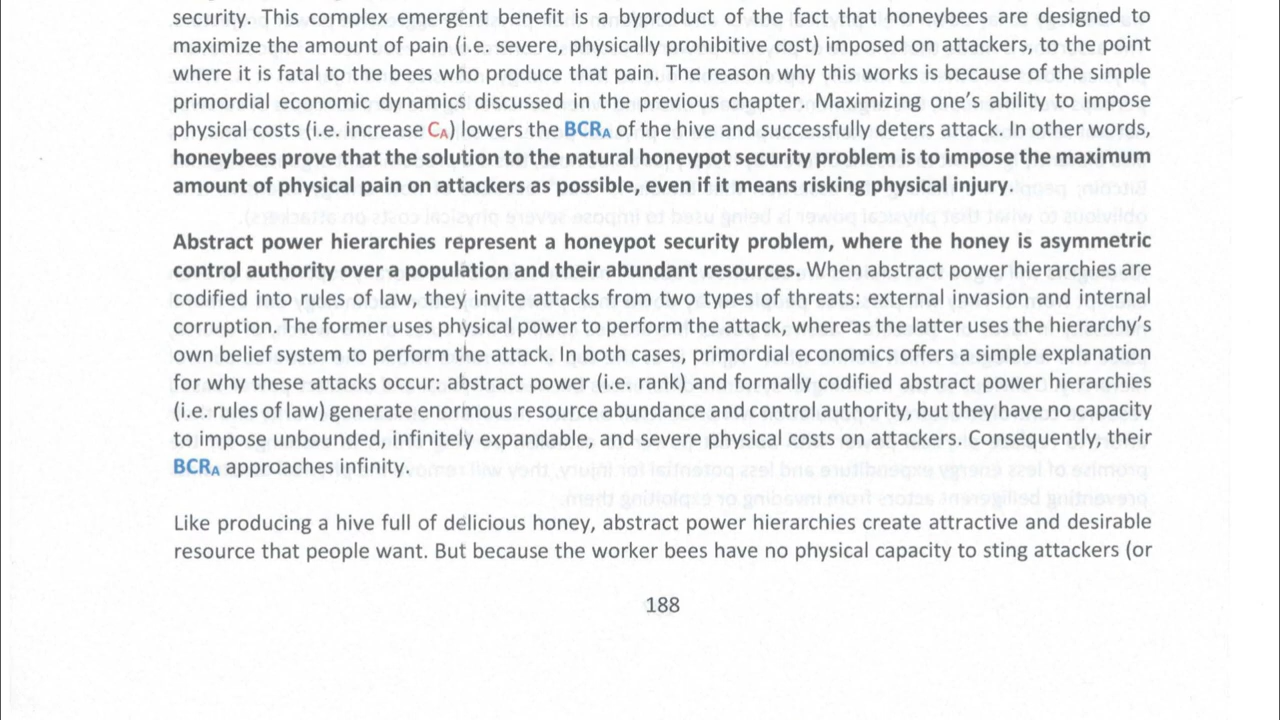 security. This complex emergent benefit is a byproduct of the fact that honeybees are designed to
maximize the amount of pain (i.e. severe, physically prohibitive cost) imposed on attackers, to the point
where it is fatal to the bees who produce that pain. The reason why this works is because of the simple
primordial economic dynamics discussed in the previous chapter. Maximizing one's ability to impose
physical costs (i.e. increase CA) lowers the BCRA of the hive and successfully deters attack. In other words,
honeybees prove that the solution to the natural honeypot security problem is to impose the maximum
amount of physical pain on attackers as possible, even if it means risking physical injury.
Abstract power hierarchies represent a honeypot security problem, where the honey is asymmetric
control authority over a population and their abundant resources. When abstract power hierarchies are
codified into rules of law, they invite attacks from two types of threats: external invasion and internal
corruption. The former uses physical power to perform the attack, whereas the latter uses the hierarchy's
own belief system to perform the attack. In both cases, primordial economics offers a simple explanation
for why these attacks occur: abstract power (i.e. rank) and formally codified abstract power hierarchies
(i.e. rules of law) generate enormous resource abundance and control authority, but they have no capacity
to impose unbounded, infinitely expandable, and severe physical costs on attackers. Consequently, their
BCRA approaches infinity.
Like producing a hive full of delicious honey, abstract power hierarchies create attractive and desirable
resource that people want. But because the worker bees have no physical capacity to sting attackers (or
188